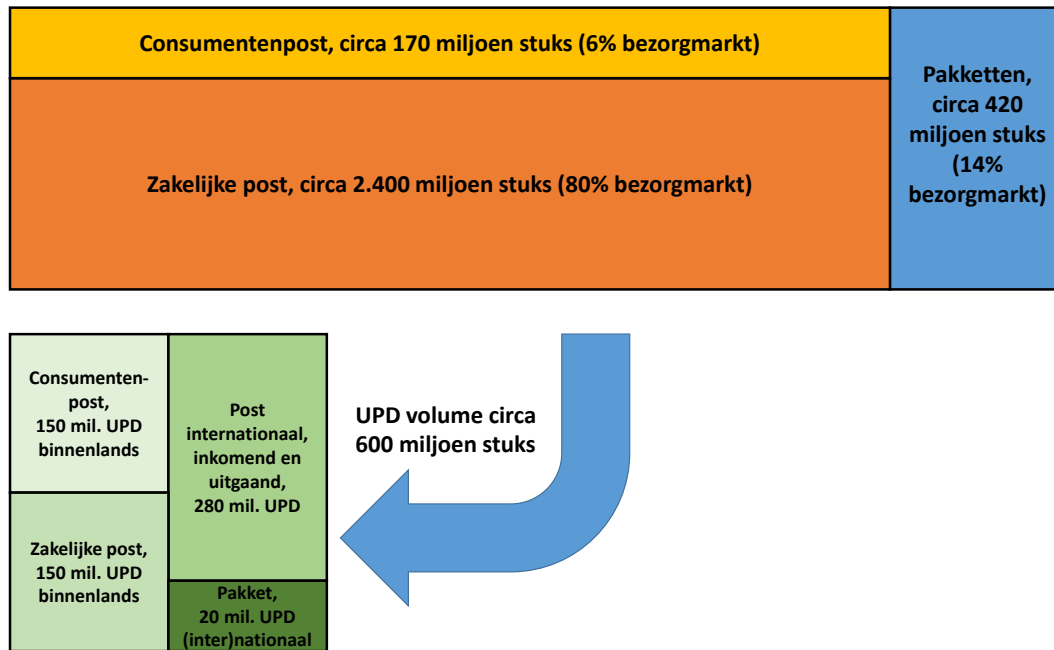 Consumentenpost, circa 170 miljoen stuks (6% bezorgmarkt)
Zakelijke post, circa 2.400 miljoen stuks (80% bezorgmarkt)
Pakketten,
circa 420
miljoen stuks
(14%
bezorgmarkt)
Consumenten-
post,
150 mil. UPD
binnenlands
Zakelijke post,
150 mil. UPD
binnenlands
Post
internationaal,
inkomend en
uitgaand,
280 mil. UPD
Pakket,
20 mil. UPD
(inter)nationaal
UPD volume circa
600 miljoen stuks